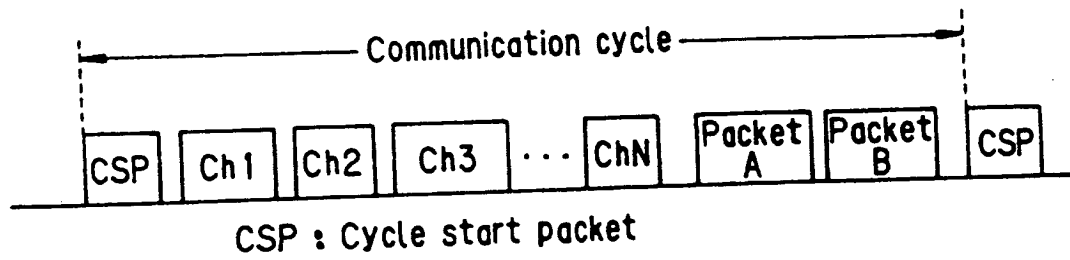 Communication cycle
CSP Ch1 Ch2 Ch3 ... ChN Packet A Packet B CSP
CSP : Cycle start packet